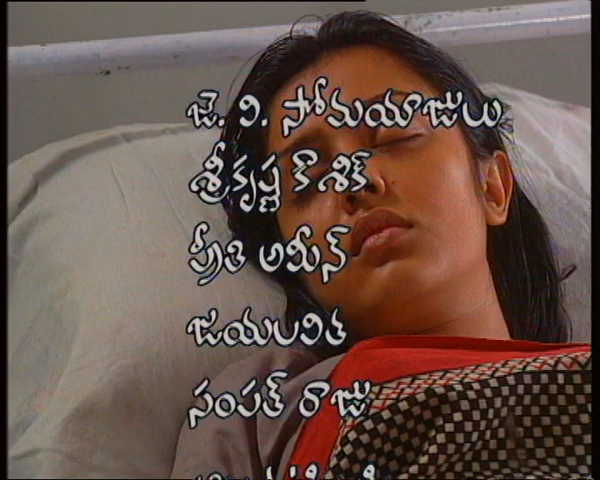 జె. వి. సోమయాజులు
శ్రీకృష్ణ కౌశిక్
ప్రీతి అమీన్
జయలలిత
సంపత్ రాజు